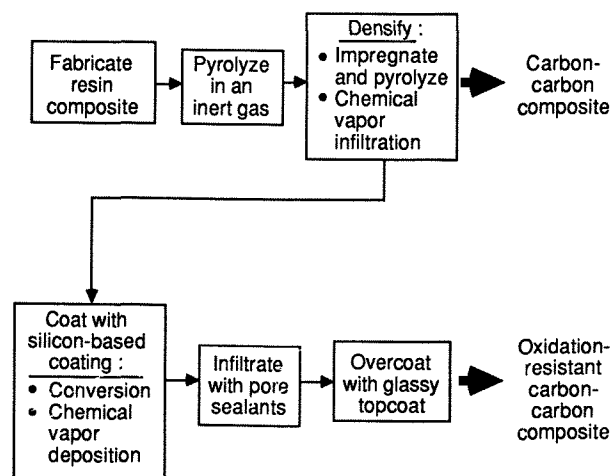 Fabricate
resin
composite
Pyrolyze
in an
inert gas
Densify :
• Impregnate
and pyrolyze
• Chemical
vapor
infiltration
Carbon-
carbon
composite
Coat with
silicon-based
coating :
• Conversion
• Chemical
vapor
deposition
Infiltrate
with pore
sealants
Overcoat
with glassy
topcoat
Oxidation-
resistant
carbon-
carbon
composite